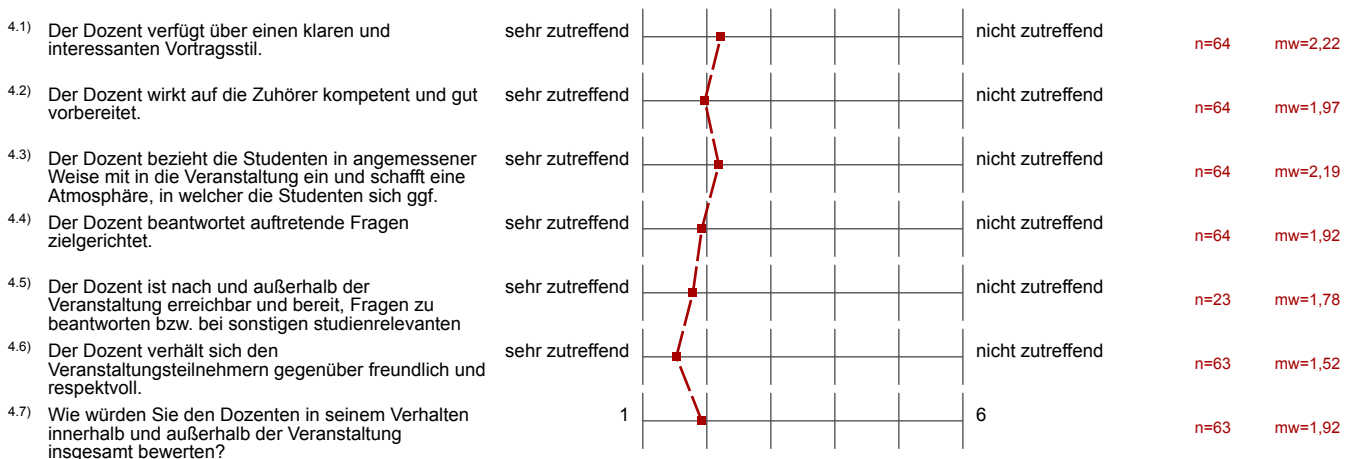 4.1) Der Dozent verfügt über einen klaren und
interessanten Vortragsstil.
sehr zutreffend
nicht zutreffend
n=64 mw=2,22
4.2) Der Dozent wirkt auf die Zuhörer kompetent und gut
vorbereitet.
sehr zutreffend
nicht zutreffend
n=64 mw=1,97
4.3) Der Dozent bezieht die Studenten in angemessener
Weise mit in die Veranstaltung ein und schafft eine
Atmosphäre, in welcher die Studenten sich ggf.
sehr zutreffend
nicht zutreffend
n=64 mw=2,19
4.4) Der Dozent beantwortet auftretende Fragen
zielgerichtet.
sehr zutreffend
nicht zutreffend
n=64 mw=1,92
4.5) Der Dozent ist nach und außerhalb der
Veranstaltung erreichbar und bereit, Fragen zu
beantworten bzw. bei sonstigen studienrelevanten
sehr zutreffend
nicht zutreffend
n=23 mw=1,78
4.6) Der Dozent verhält sich den
Veranstaltungsteilnehmern gegenüber freundlich und
respektvoll.
sehr zutreffend
nicht zutreffend
n=63 mw=1,52
4.7) Wie würden Sie den Dozenten in seinem Verhalten
innerhalb und außerhalb der Veranstaltung
insgesamt bewerten?
1
6
n=63 mw=1,92